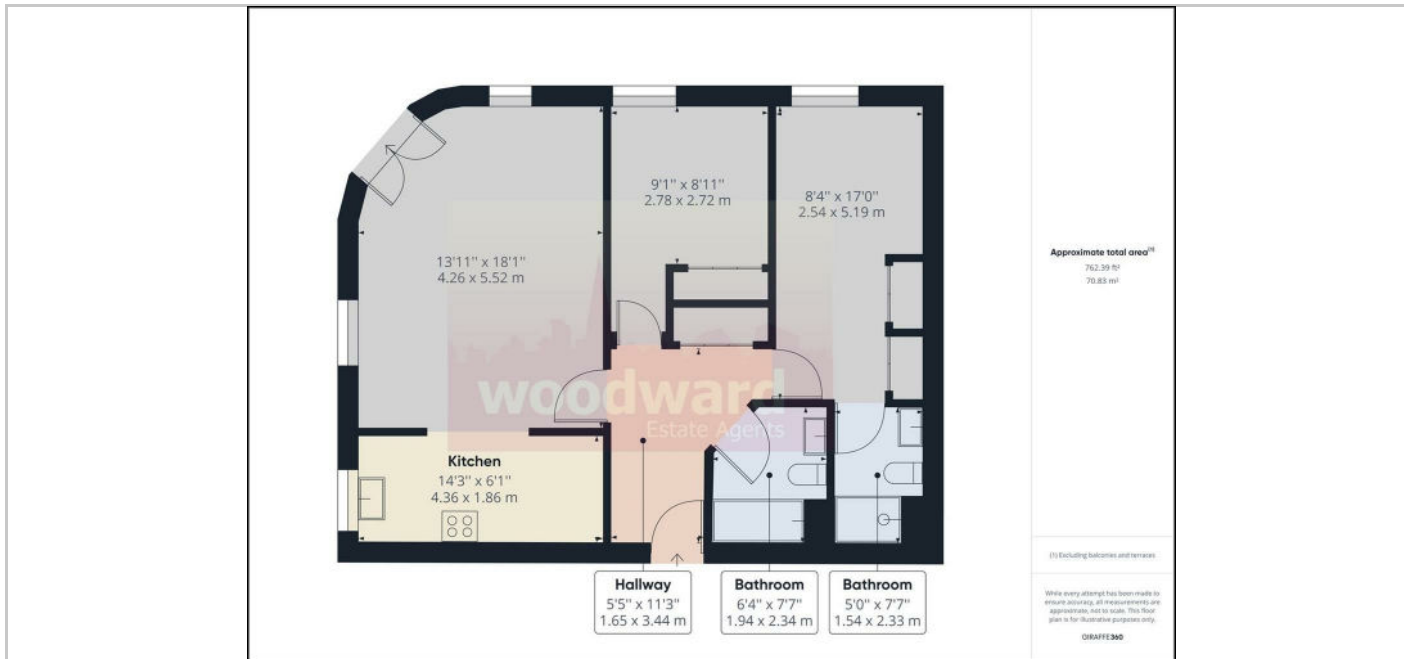 9'1" x 8'11"
2.78 x 2.72 m
8'4" x 17'0"
2.54 x 5.19 m
13'11" x 18'1"
4.26 x 5.52 m
woodward
Estate Agents
Kitchen
14'3" x 6'1"
4.36 x 1.86 m
Hallway
5'5" x 11'3"
1.65 x 3.44 m
Bathroom
6'4" x 7'7"
1.94 x 2.34 m
Bathroom
5'0" x 7'7"
1.54 x 2.33 m
Approximate total area(1)
762.39 ft²
70.83 m²
(1) Excluding balconies and terraces
While every attempt has been made to
ensure accuracy, all measurements are
approximate, not to scale. This floor
plan is for illustrative purposes only.
GIRAFFE360